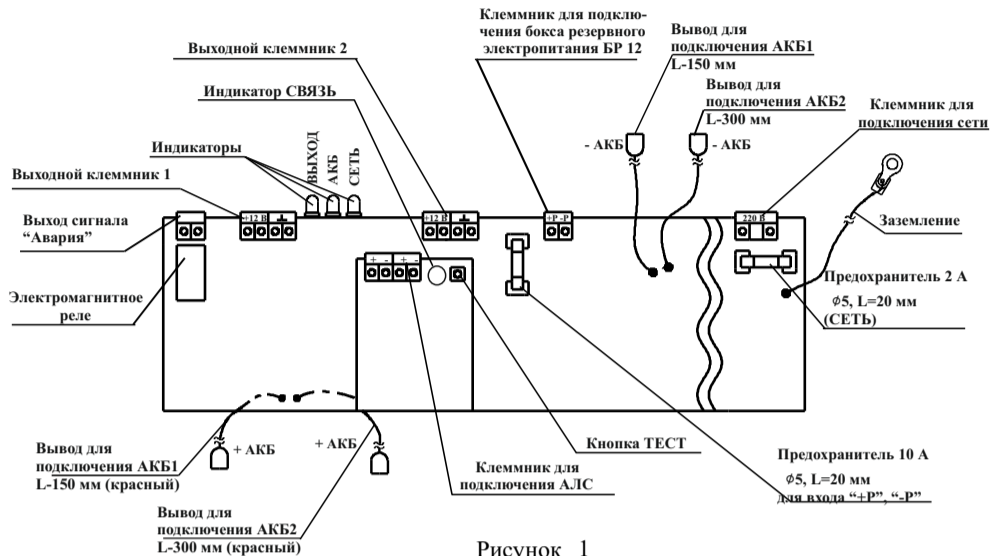 Клеммник для подклю-
чения бокса резервного
электропитания БР 12
Вывод для
подключения АКБ1
L-150 мм
Выходной клеммник 2
Вывод для
подключения АКБ2
L-300 мм
Индикатор СВЯЗЬ
Клеммник для
подключения сети
- АКБ
- АКБ
Индикаторы
ВЫХОД
АКБ
СЕТЬ
Выходной клеммник 1
Выход сигнала
“Авария”
+12 В
+12 В
+Р -Р
220 В
Заземление
+ - + -
Предохранитель 2 А
ϕ5, L=20 мм
(СЕТЬ)
Электромагнитное
реле
+ АКБ
+ АКБ
Кнопка ТЕСТ
Вывод для
подключения АКБ1
L-150 мм (красный)
Клеммник для
подключения АЛС
Предохранитель 10 А
ϕ5, L=20 мм
для входа “+Р”, “-Р”
Вывод для
подключения АКБ2
L-300 мм (красный)
Рисунок 1